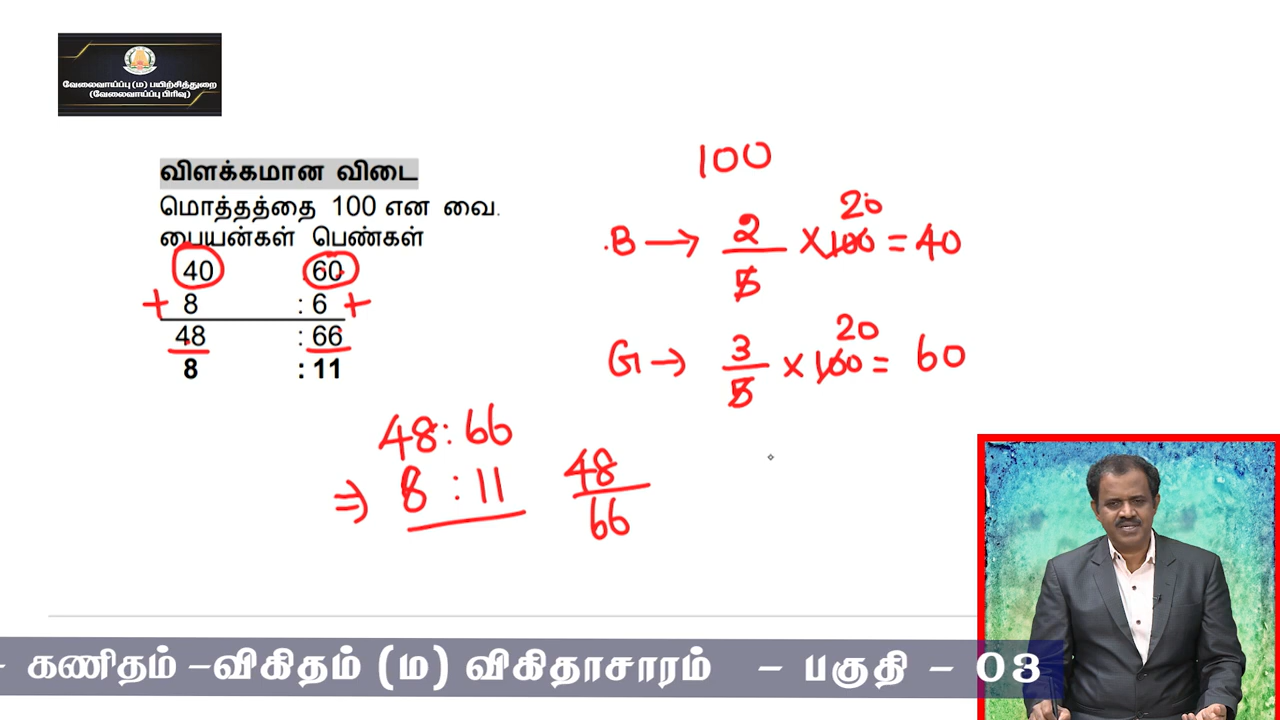 வேலைவாய்ப்பு (ம) பயிற்சித்துறை
(வேலைவாய்ப்பு பிரிவு)
விளக்கமான விடை
மொத்தத்தை 100 என வை.
பையன்கள் பெண்கள்
40 60
+ 8 : 6 +
48 : 66
8 : 11
100
B → 2/5 × 100 = 40
20
G → 3/5 × 100 = 60
20
48 : 66
⇒ 8 : 11
48/66
- கணிதம் –விகிதம் (ம) விகிதாசாரம் – பகுதி – 03